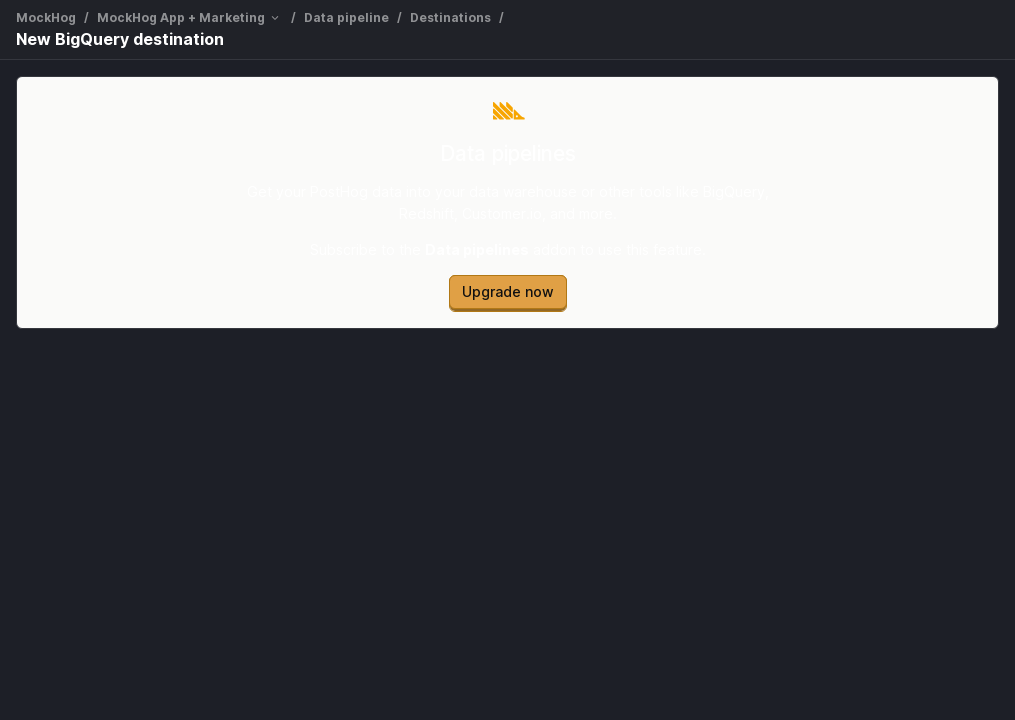 MockHog / MockHog App + Marketing / Data pipeline / Destinations /
New BigQuery destination
Data pipelines
Get your PostHog data into your data warehouse or other tools like BigQuery,
Redshift, Customer.io, and more.
Subscribe to the Data pipelines addon to use this feature.
Upgrade now